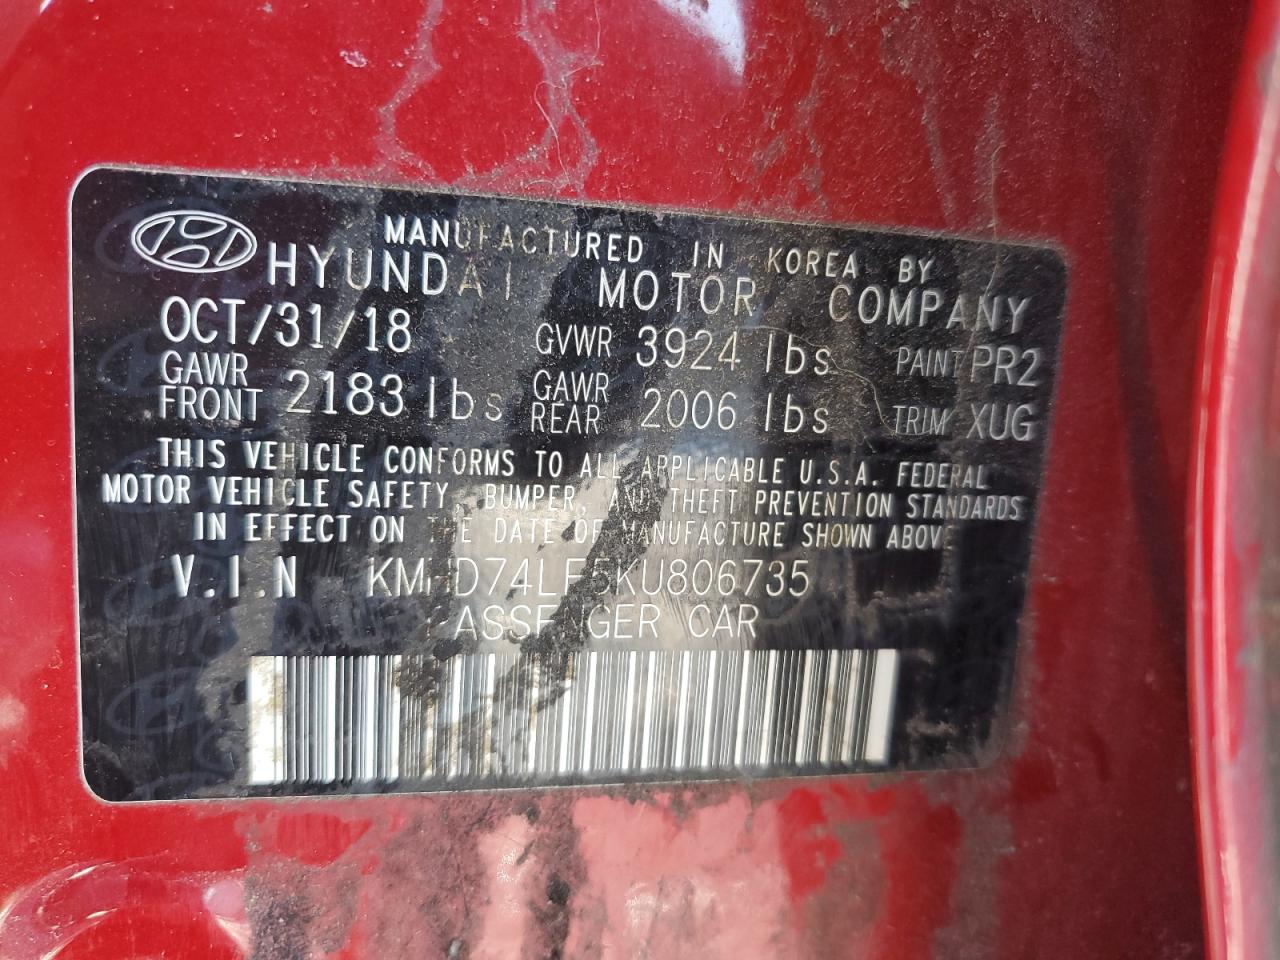 MANUFACTURED IN KOREA BY
HYUNDAI MOTOR COMPANY
OCT/31/18 GVWR 3924 lbs PAINT PR2
GAWR FRONT 2183 lbs GAWR REAR 2006 lbs TRIM XUG
THIS VEHICLE CONFORMS TO ALL APPLICABLE U.S.A. FEDERAL
MOTOR VEHICLE SAFETY, BUMPER, AND THEFT PREVENTION STANDARDS
IN EFFECT ON THE DATE OF MANUFACTURE SHOWN ABOVE
V.I.N
CAR